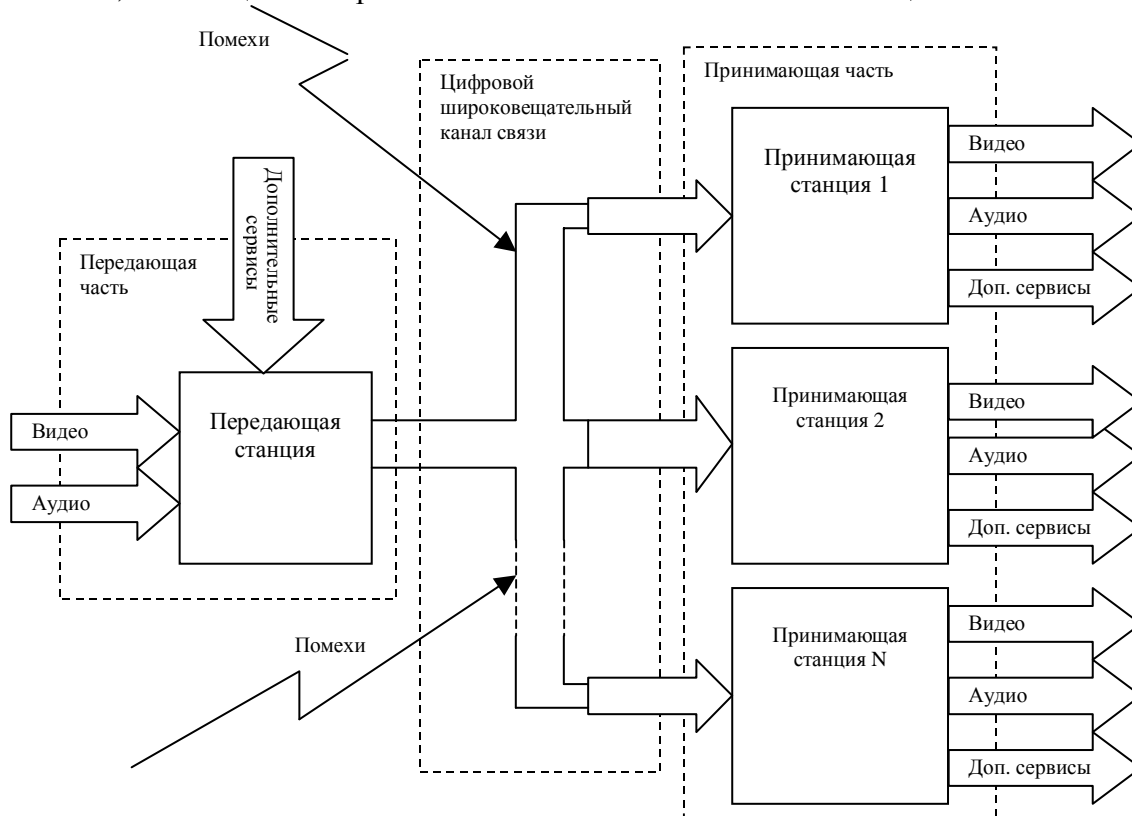 Помехи
Цифровой
широковещательный
канал связи
Принимающая часть
Принимающая
станция 1
Видео
Аудио
Доп. сервисы
Дополнительные
сервисы
Передающая
часть
Передающая
станция
Видео
Аудио
Принимающая
станция 2
Видео
Аудио
Доп. сервисы
Помехи
Принимающая
станция N
Видео
Аудио
Доп. сервисы